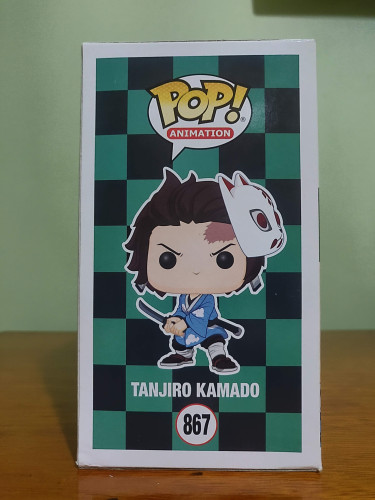 POP!
ANIMATION
TANJIRO KAMADO
867